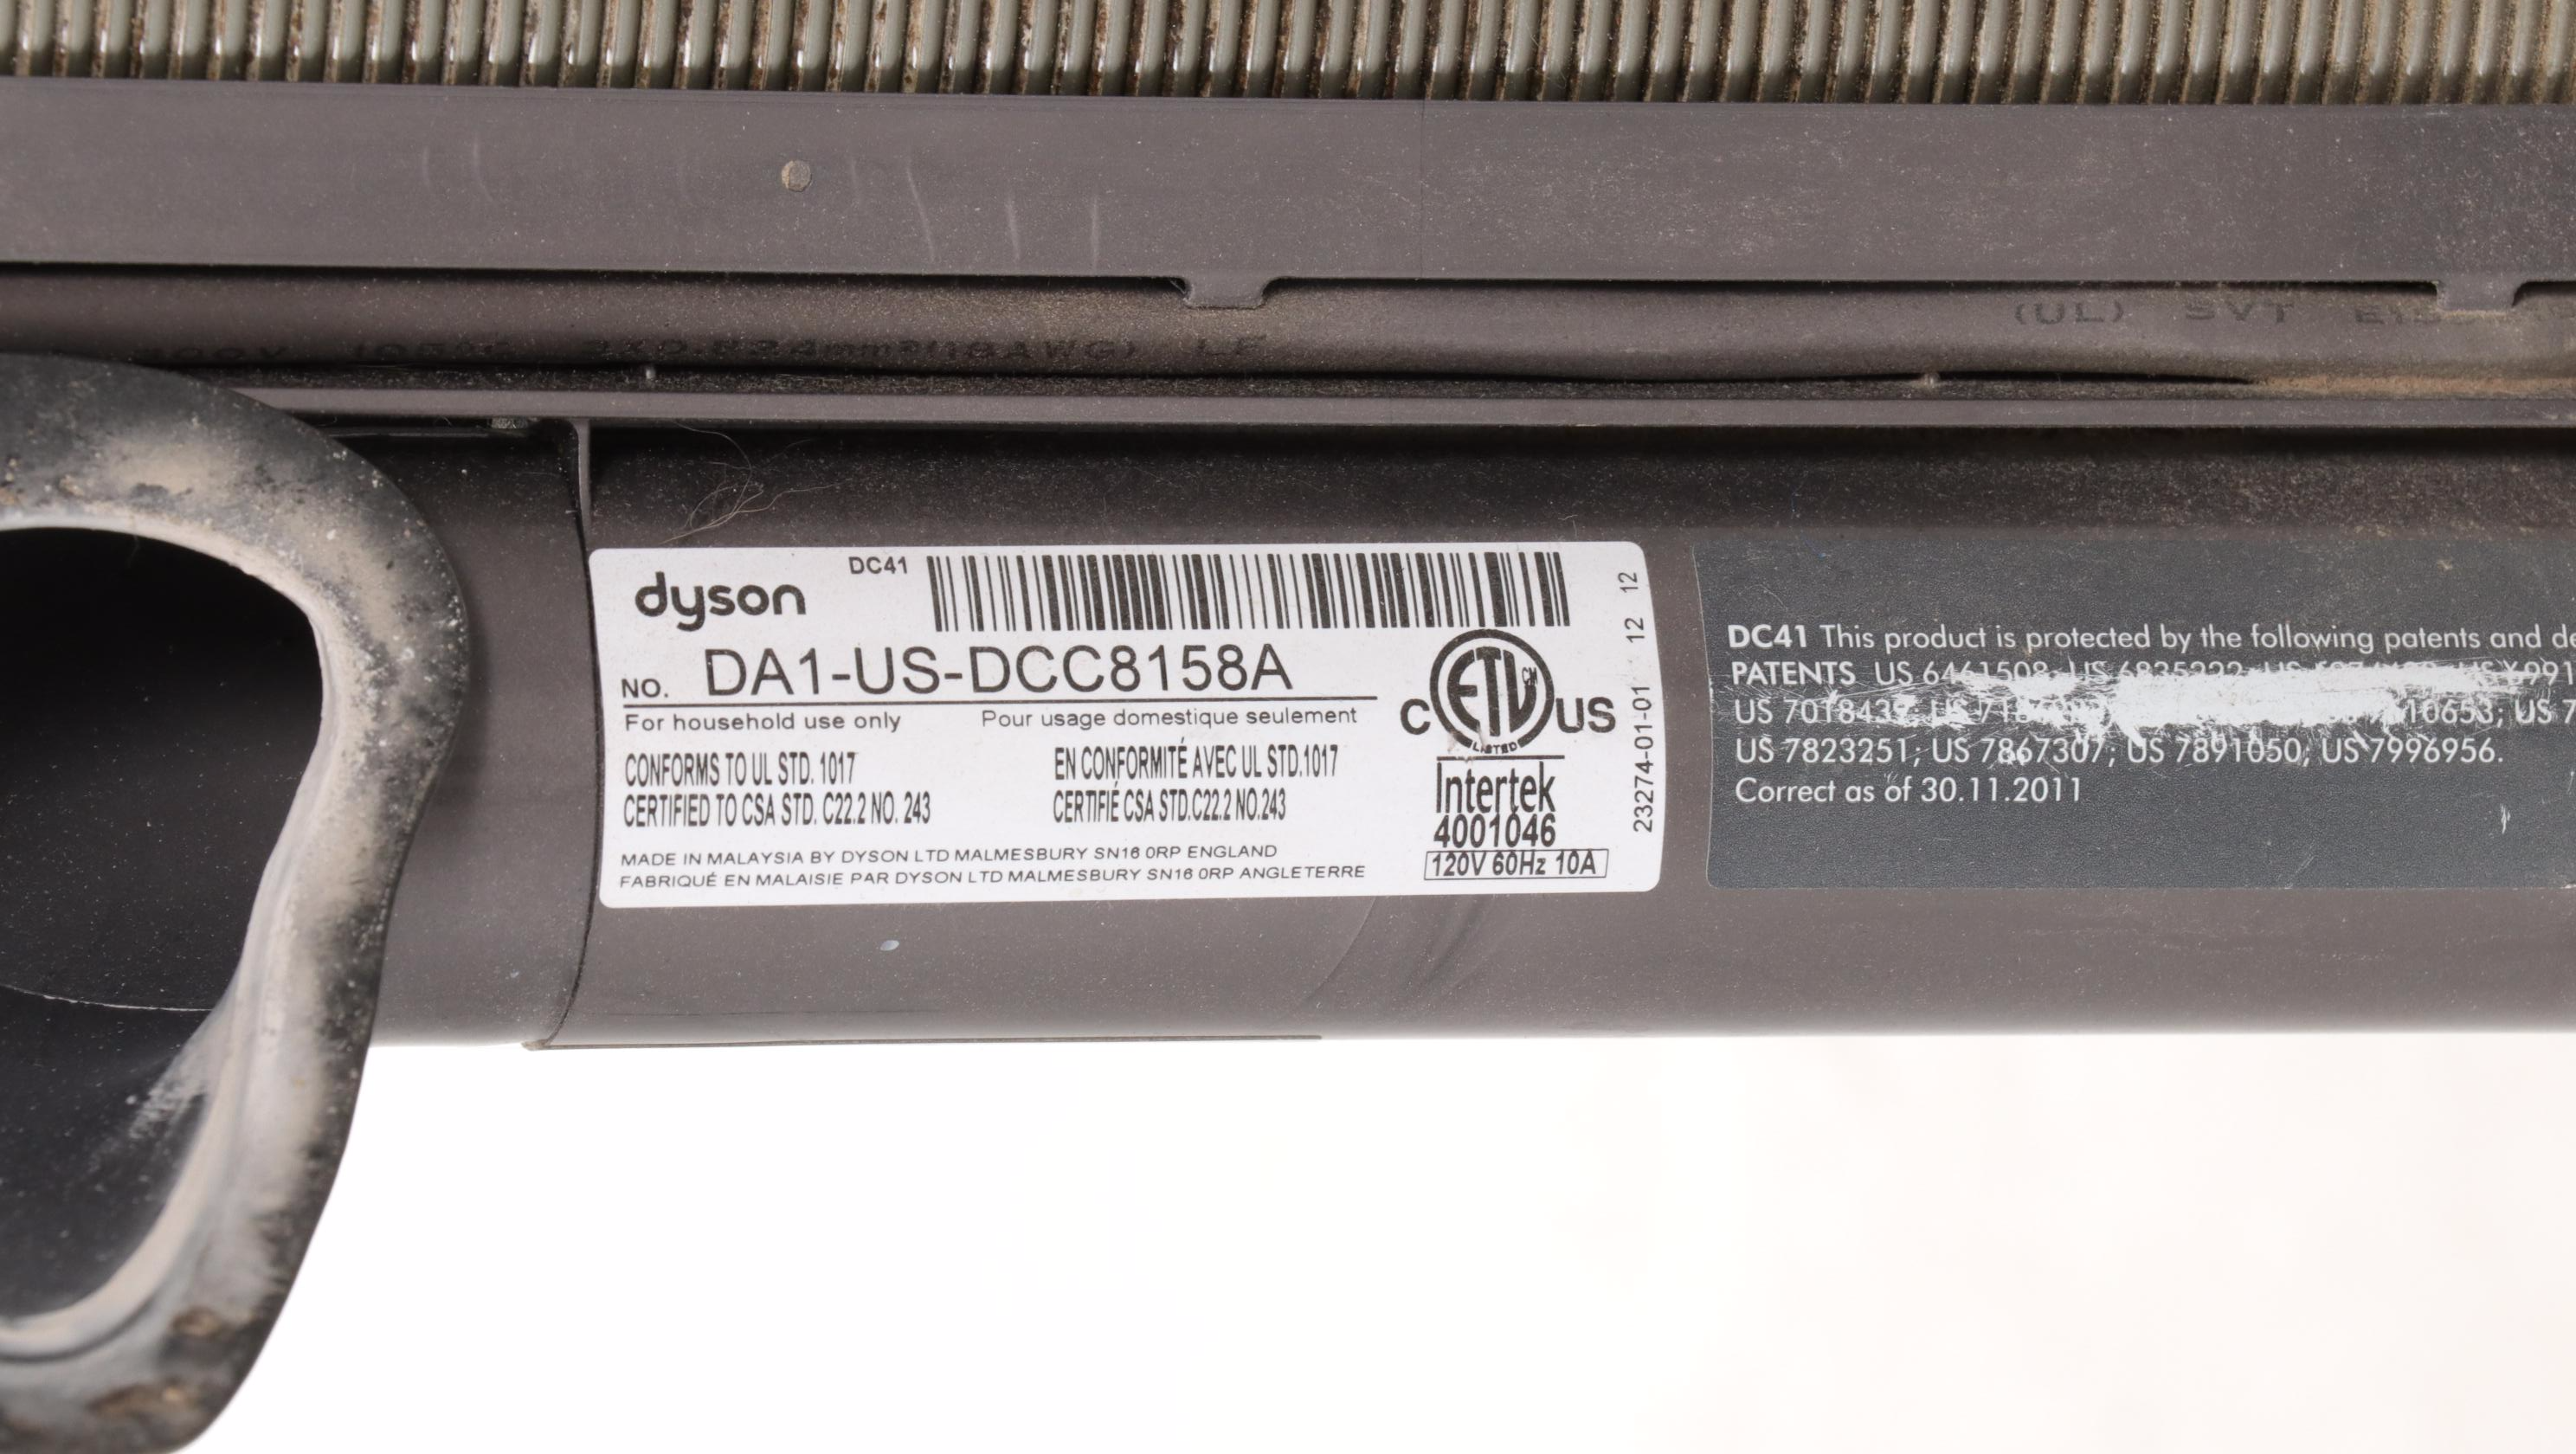 (UL) SVT
dyson
DC41
NO. DA1-US-DCC8158A
For household use only Pour usage domestique seulement
CONFORMS TO UL STD. 1017
CERTIFIED TO CSA STD. C22.2 NO. 243
EN CONFORMITÉ AVEC UL STD.1017
CERTIFIÉ CSA STD.C22.2 NO.243
MADE IN MALAYSIA BY DYSON LTD MALMESBURY SN16 0RP ENGLAND
FABRIQUÉ EN MALAISIE PAR DYSON LTD MALMESBURY SN16 0RP ANGLETERRE
C ETL CM US
LISTED
Intertek
4001046
120V 60Hz 10A
23274-01-01 12 12
DC41 This product is protected by the following patents and
PATENTS US 6461508; US
US
US 7823251; US 7867307; US 7891050; US 7996956.
Correct as of 30.11.2011